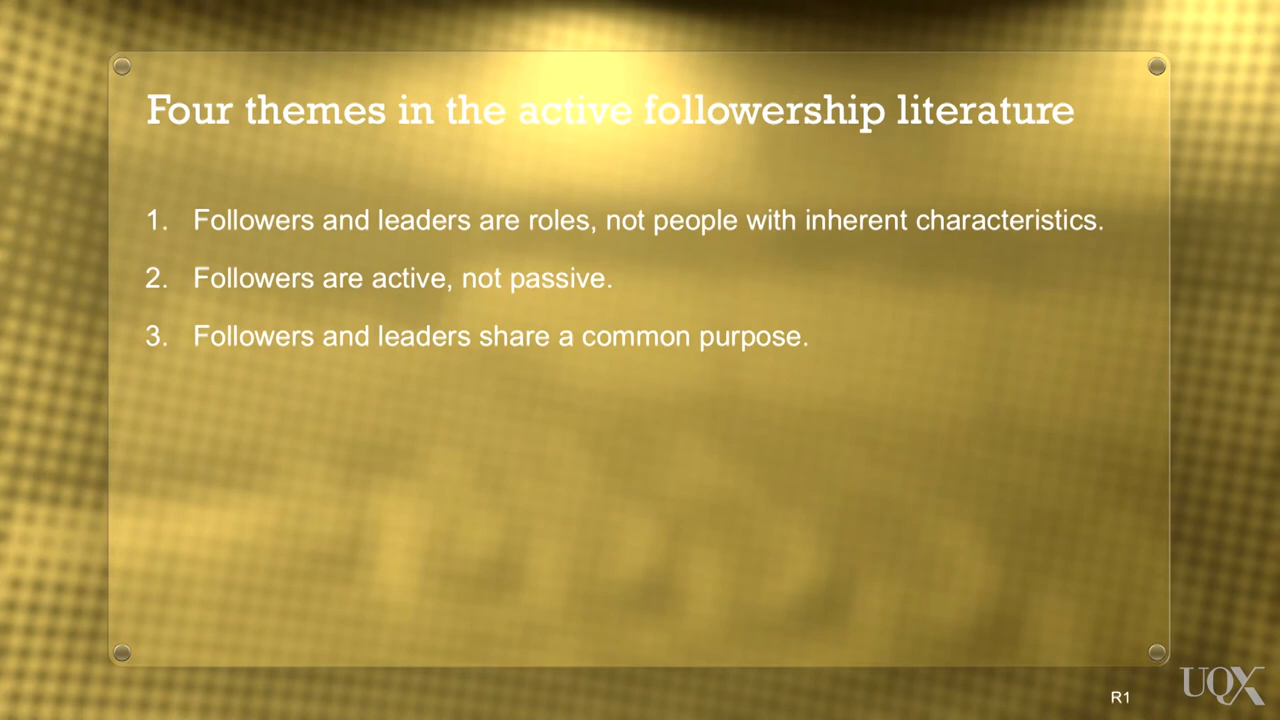 Four themes in the active followership literature
1. Followers and leaders are roles, not people with inherent characteristics.
2. Followers are active, not passive.
3. Followers and leaders share a common purpose.
R1
UQX